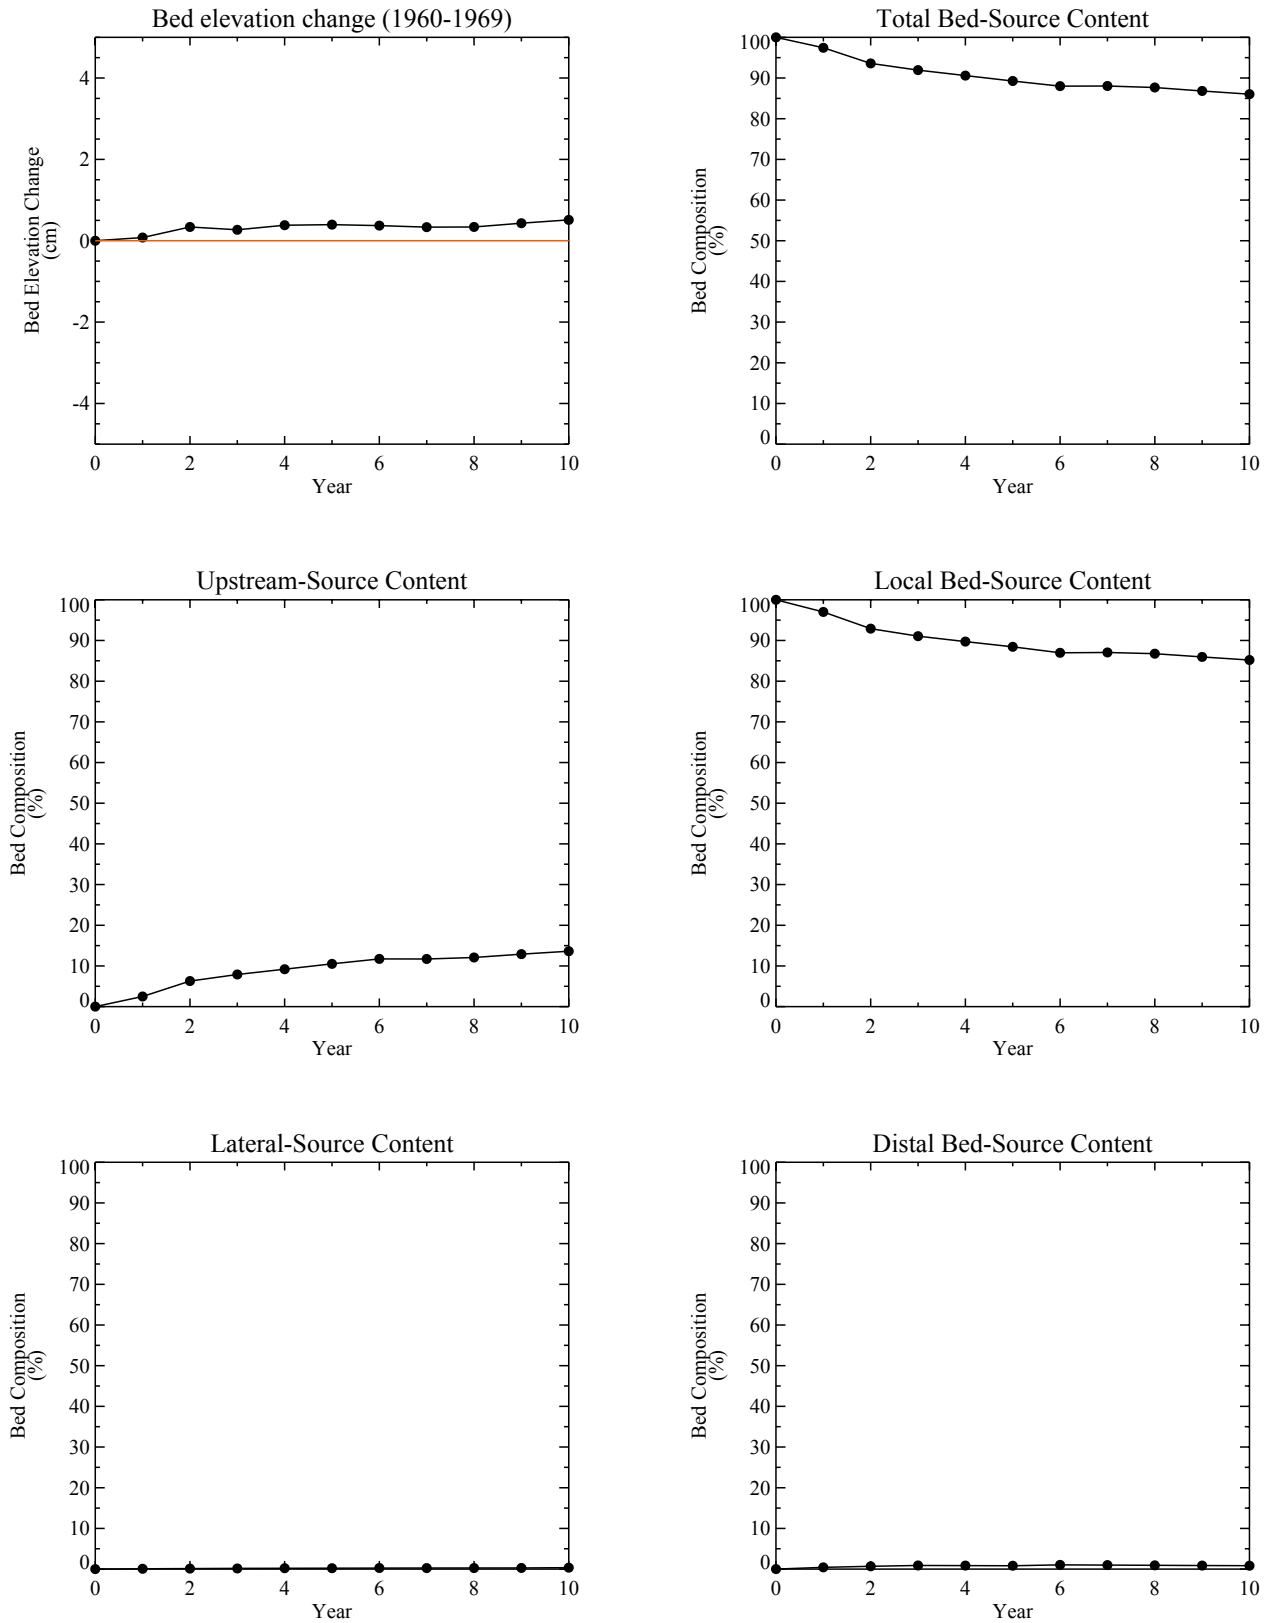 Bed elevation change (1960-1969)
4
2
0
-2
-4
Bed Elevation Change
(cm)
0 2 4 6 8 10
Year
Total Bed-Source Content
100
90
80
70
60
50
40
30
20
10
0
Bed Composition
(%)
0 2 4 6 8 10
Year
Upstream-Source Content
100
90
80
70
60
50
40
30
20
10
0
Bed Composition
(%)
0 2 4 6 8 10
Year
Local Bed-Source Content
100
90
80
70
60
50
40
30
20
10
0
Bed Composition
(%)
0 2 4 6 8 10
Year
Lateral-Source Content
100
90
80
70
60
50
40
30
20
10
0
Bed Composition
(%)
0 2 4 6 8 10
Year
Distal Bed-Source Content
100
90
80
70
60
50
40
30
20
10
0
Bed Composition
(%)
0 2 4 6 8 10
Year